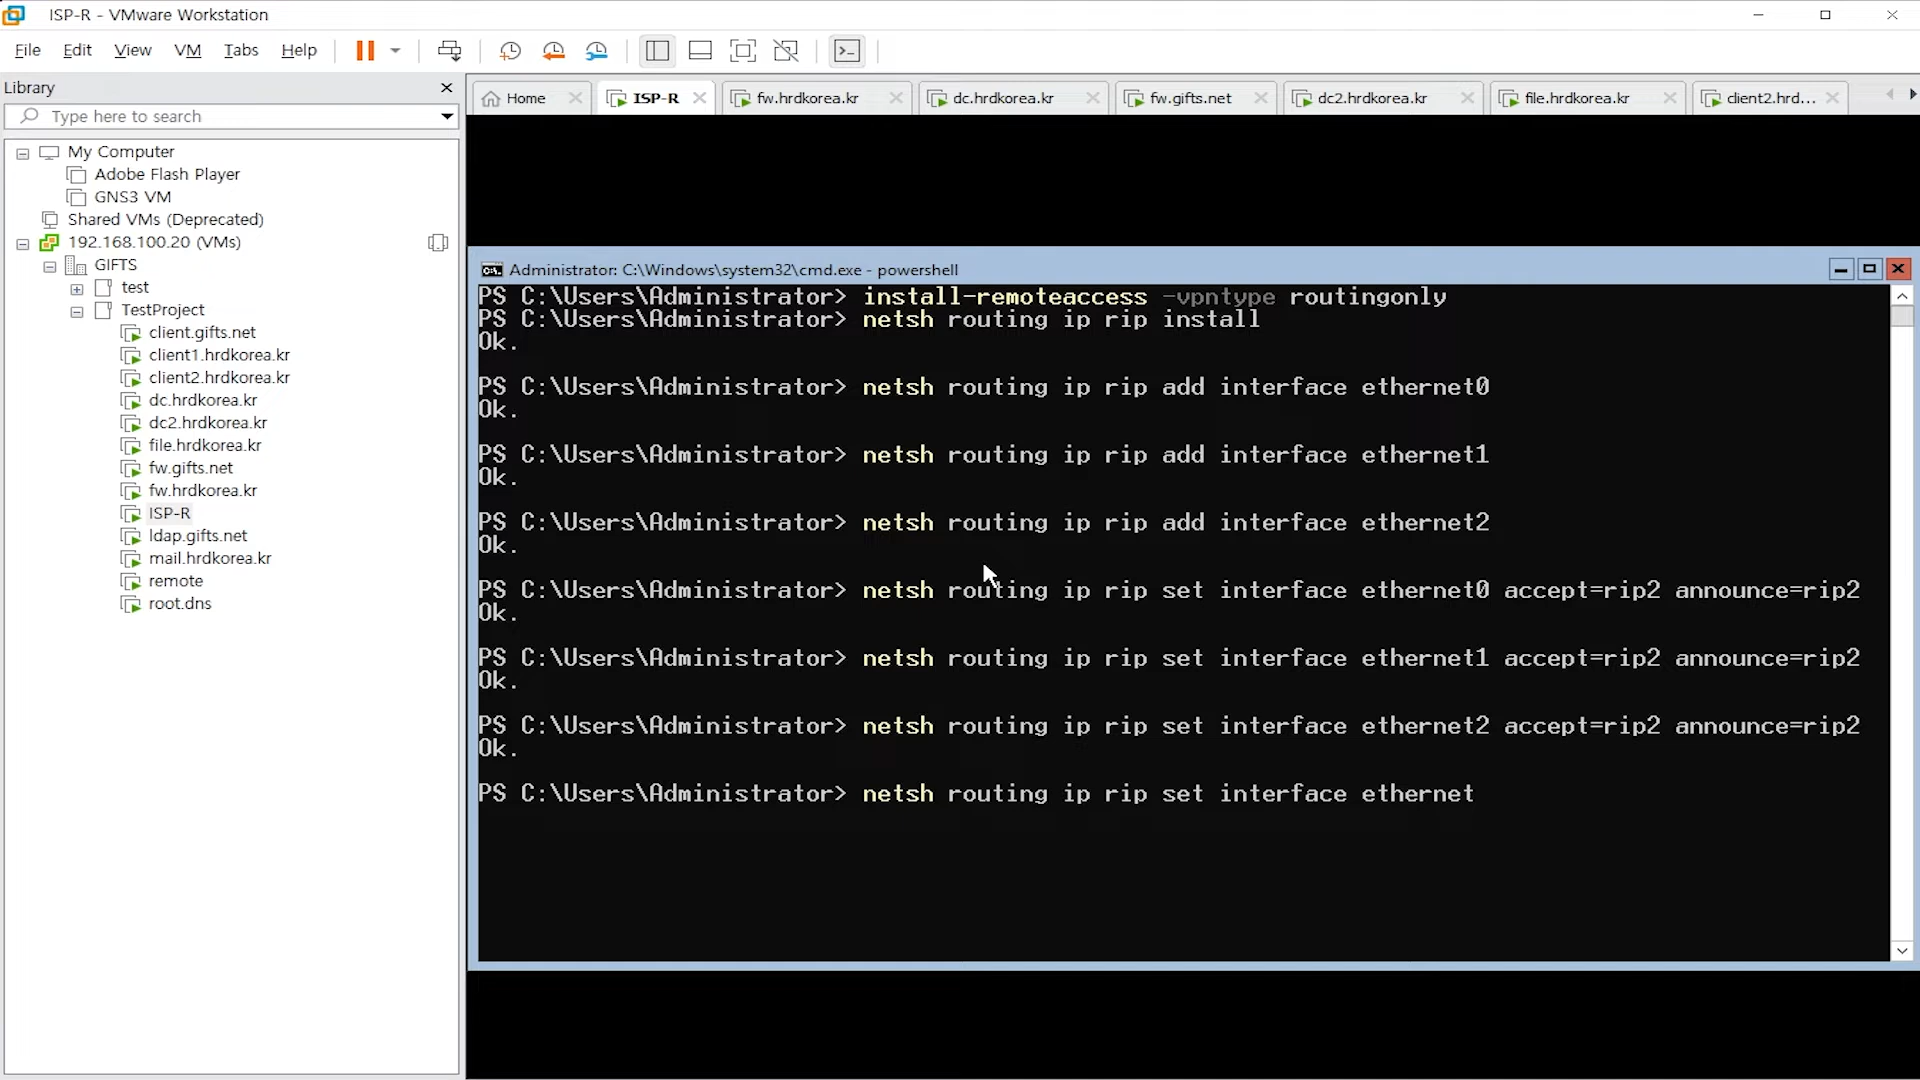 ISP-R - VMware Workstation
File Edit View VM Tabs Help
Library
Type here to search
My Computer
Adobe Flash Player
GNS3 VM
Shared VMs (Deprecated)
192.168.100.20 (VMs)
GIFTS
test
TestProject
client.gifts.net
client1.hrdkorea.kr
client2.hrdkorea.kr
dc.hrdkorea.kr
dc2.hrdkorea.kr
file.hrdkorea.kr
fw.gifts.net
fw.hrdkorea.kr
ISP-R
ldap.gifts.net
mail.hrdkorea.kr
remote
root.dns
Home ISP-R fw.hrdkorea.kr dc.hrdkorea.kr fw.gifts.net dc2.hrdkorea.kr file.hrdkorea.kr client2.hrd...
Administrator: C:\Windows\system32\cmd.exe - powershell
PS C:\Users\Administrator> install-remoteaccess -vpntype routingonly
PS C:\Users\Administrator> netsh routing ip rip install
Ok.
PS C:\Users\Administrator> netsh routing ip rip add interface ethernet0
Ok.
PS C:\Users\Administrator> netsh routing ip rip add interface ethernet1
Ok.
PS C:\Users\Administrator> netsh routing ip rip add interface ethernet2
Ok.
PS C:\Users\Administrator> netsh routing ip rip set interface ethernet0 accept=rip2 announce=rip2
Ok.
PS C:\Users\Administrator> netsh routing ip rip set interface ethernet1 accept=rip2 announce=rip2
Ok.
PS C:\Users\Administrator> netsh routing ip rip set interface ethernet2 accept=rip2 announce=rip2
Ok.
PS C:\Users\Administrator> netsh routing ip rip set interface ethernet